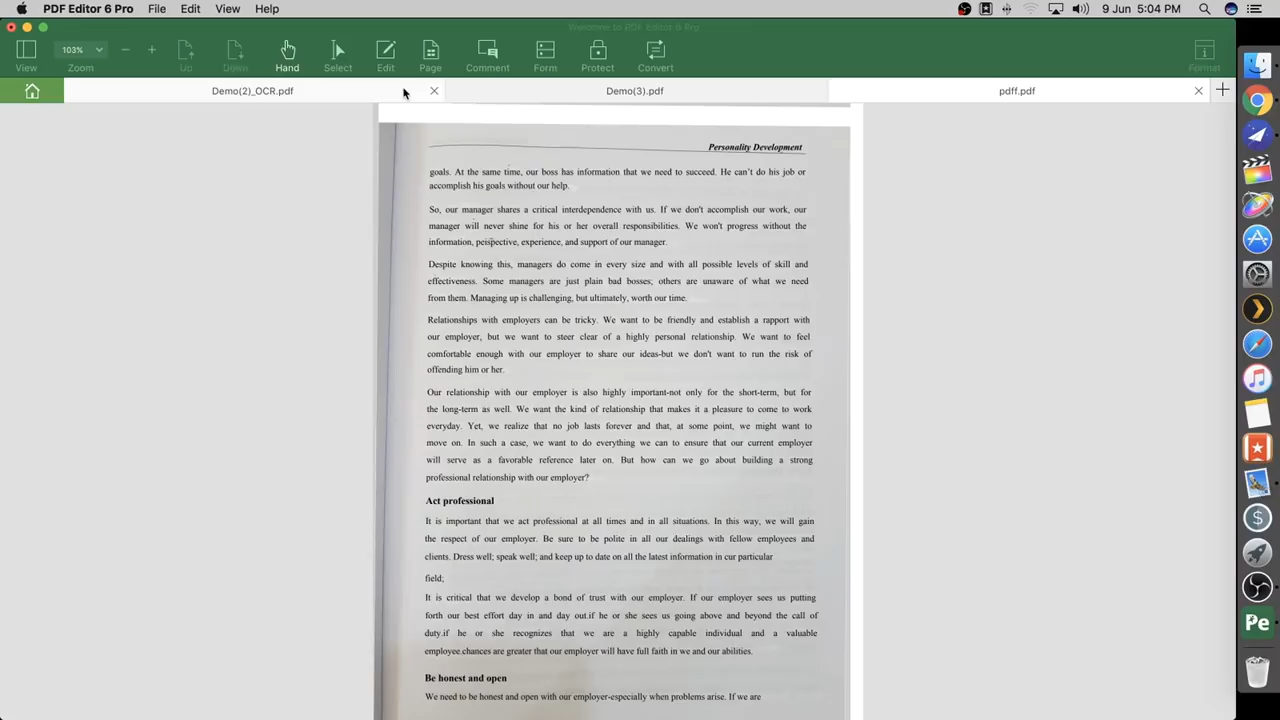 PDF Editor 6 Pro File Edit View Help 9 Jun 5:04 PM
Welcome to PDF Editor 6 Pro
103%
View Zoom Up Down Hand Select Edit Page Comment Form Protect Convert Format
Demo(2)_OCR.pdf Demo(3).pdf pdff.pdf
Personality Development
goals. At the same time, our boss has information that we need to succeed. He can't do his job or
accomplish his goals without our help.
So, our manager shares a critical interdependence with us. If we don't accomplish our work, our
manager will never shine for his or her overall responsibilities. We won't progress without the
information, peispective, experience, and support of our manager.
Despite knowing this, managers do come in every size and with all possible levels of skill and
effectiveness. Some managers are just plain bad bosses; others are unaware of what we need
from them. Managing up is challenging, but ultimately, worth our time.
Relationships with employers can be tricky. We want to be friendly and establish a rapport with
our employer, but we want to steer clear of a highly personal relationship. We want to feel
comfortable enough with our employer to share our ideas-but we don't want to run the risk of
offending him or her.
Our relationship with our employer is also highly important-not only for the short-term, but for
the long-term as well. We want the kind of relationship that makes it a pleasure to come to work
everyday. Yet, we realize that no job lasts forever and that, at some point, we might want to
move on. In such a case, we want to do everything we can to ensure that our current employer
will serve as a favorable reference later on. But how can we go about building a strong
professional relationship with our employer?
Act professional
It is important that we act professional at all times and in all situations. In this way, we will gain
the respect of our employer. Be sure to be polite in all our dealings with fellow employees and
clients. Dress well; speak well; and keep up to date on all the latest information in cur particular
field;
It is critical that we develop a bond of trust with our employer. If our employer sees us putting
forth our best effort day in and day out.if he or she sees us going above and beyond the call of
duty.if he or she recognizes that we are a highly capable individual and a valuable
employee.chances are greater that our employer will have full faith in we and our abilities.
Be honest and open
We need to be honest and open with our employer-especially when problems arise. If we are
Pe